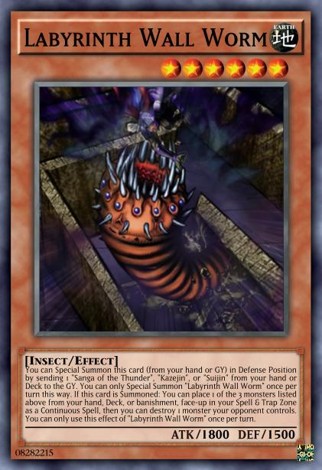 LABYRINTH WALL WORM
EARTH
地
[INSECT/EFFECT]
You can Special Summon this card (from your hand or GY) in Defense Position
by sending 1 "Sanga of the Thunder", "Kazejin", or "Suijin" from your hand or
Deck to the GY. You can only Special Summon "Labyrinth Wall Worm" once per
turn this way. If this card is Summoned: You can place 1 of the 3 monsters listed
above from your hand, Deck, or banishment, face-up in your Spell & Trap Zone
as a Continuous Spell, then you can destroy 1 monster your opponent controls.
You can only use this effect of "Labyrinth Wall Worm" once per turn.
ATK/1800 DEF/1500
08282215